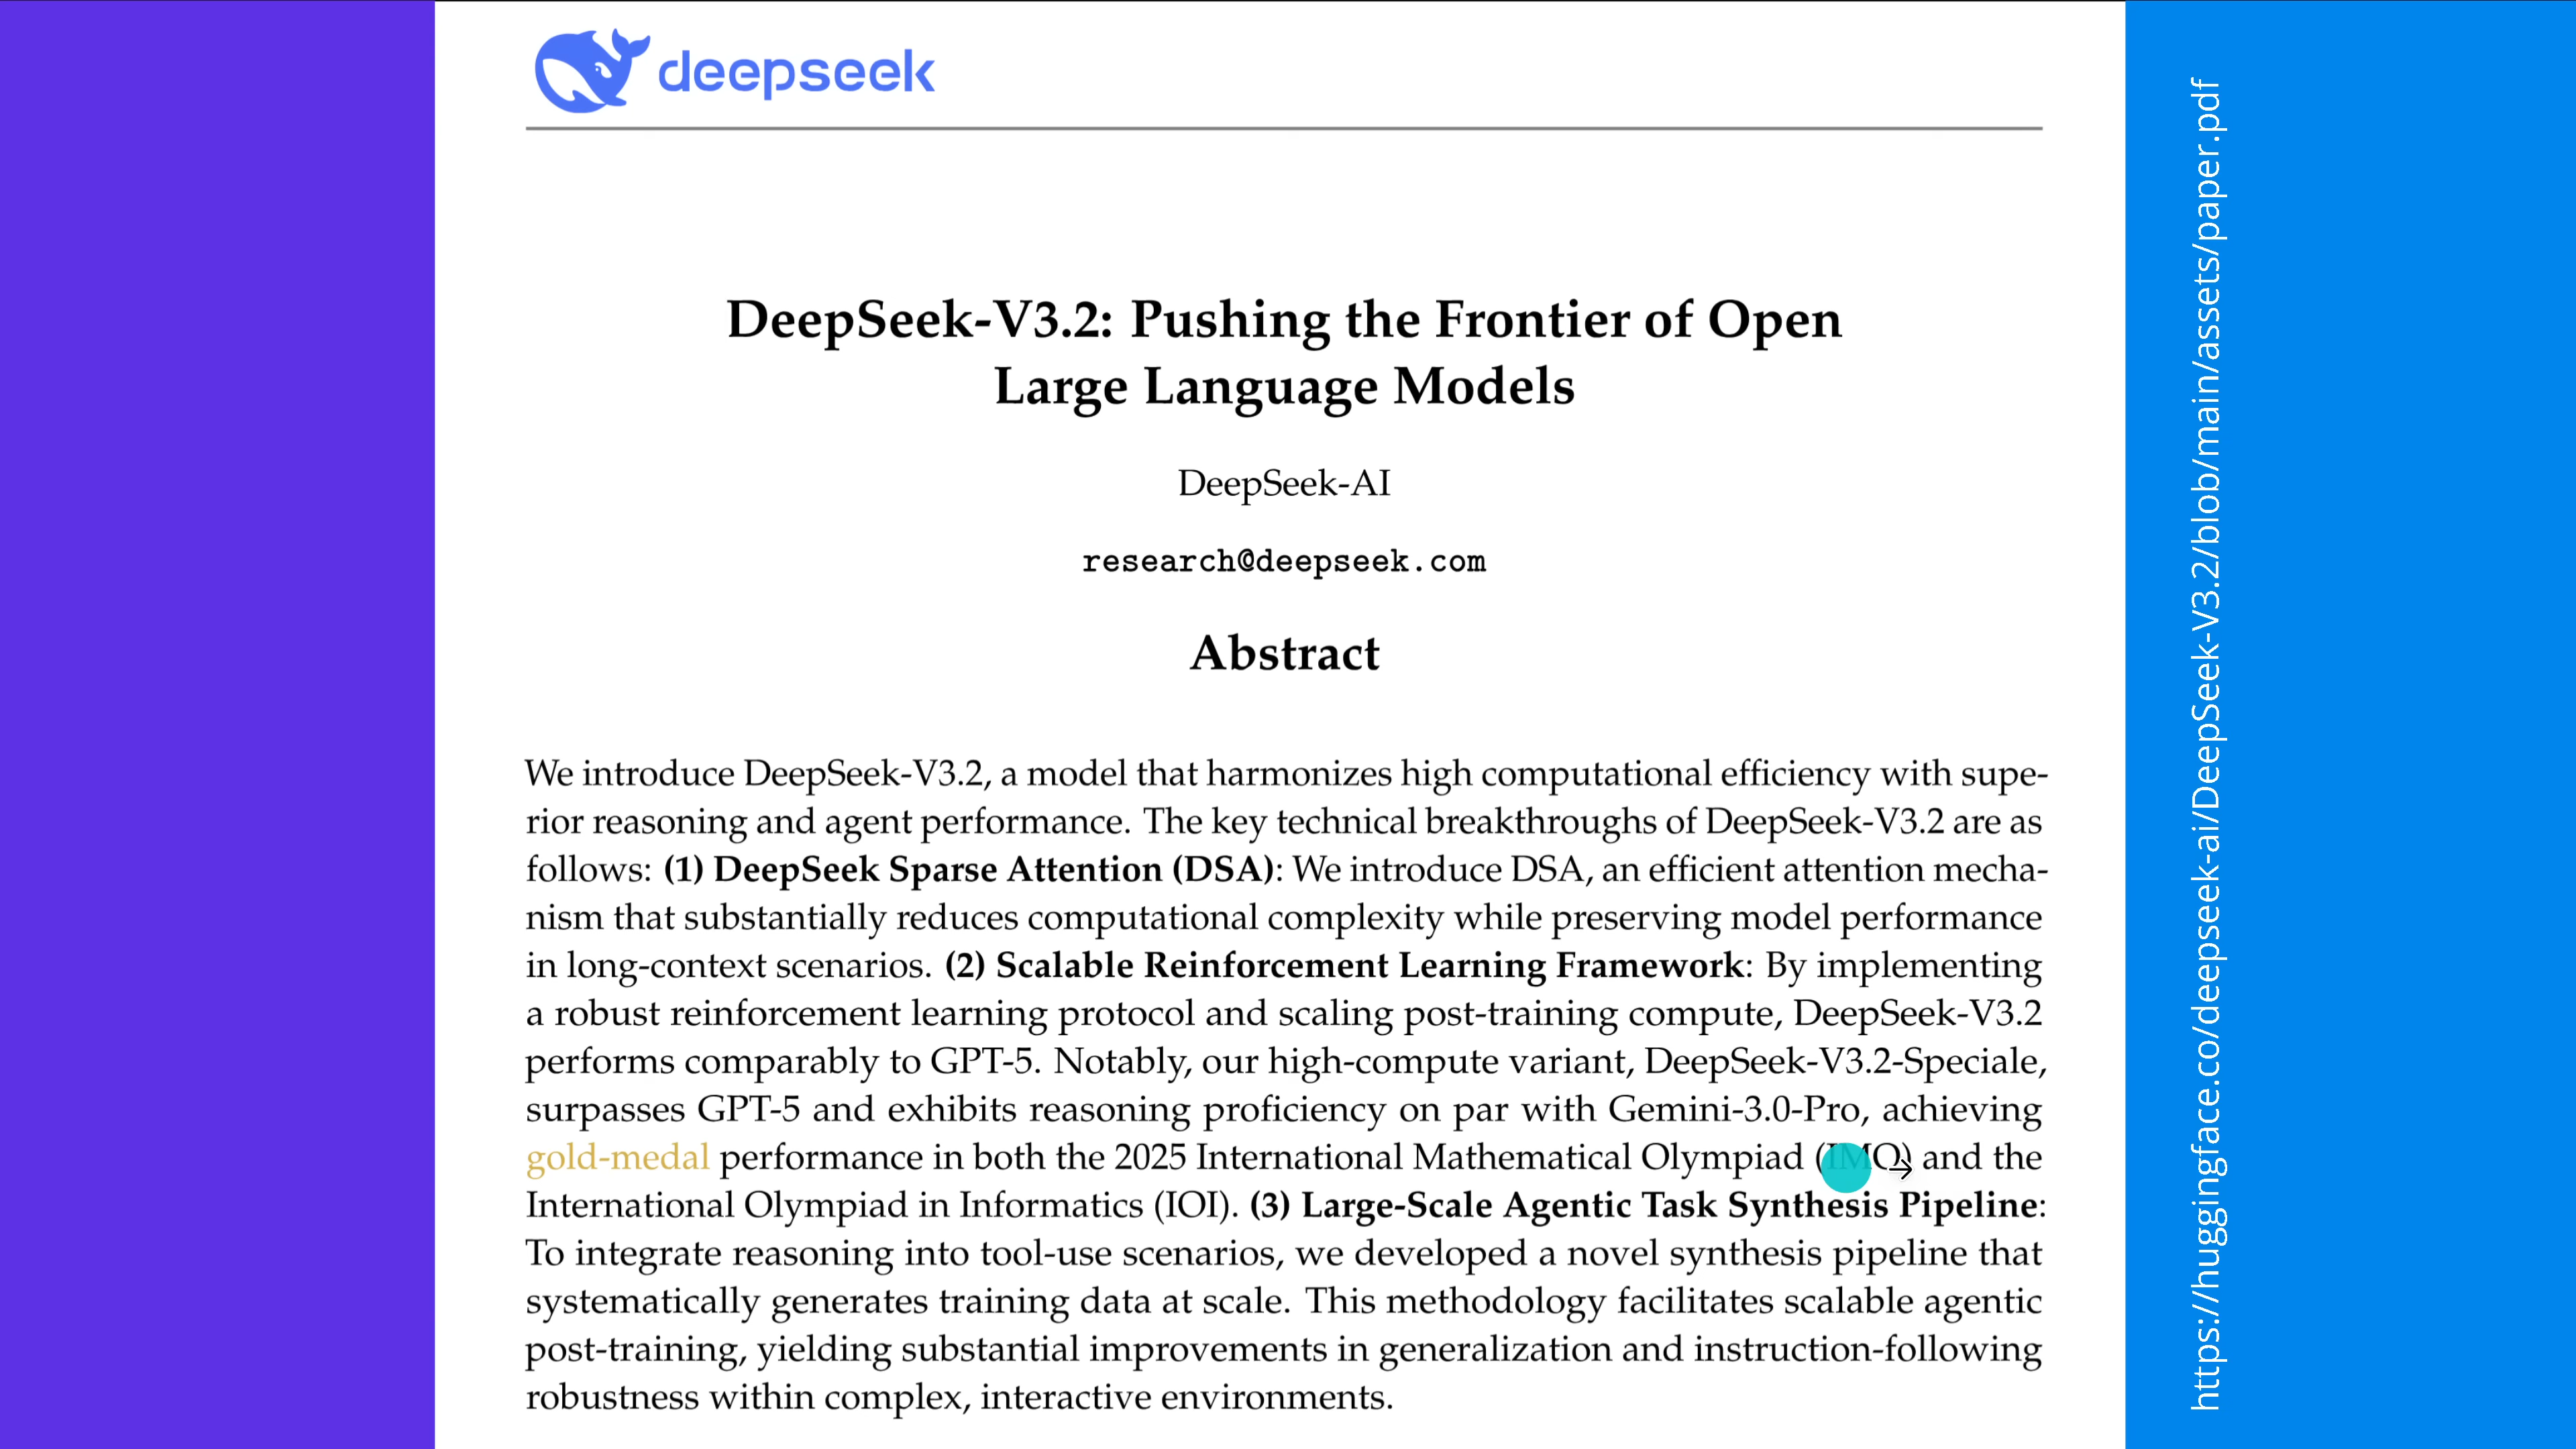 deepseek
DeepSeek-V3.2: Pushing the Frontier of Open
Large Language Models
DeepSeek-AI
research@deepseek.com
Abstract
We introduce DeepSeek-V3.2, a model that harmonizes high computational efficiency with supe-
rior reasoning and agent performance. The key technical breakthroughs of DeepSeek-V3.2 are as
follows: (1) DeepSeek Sparse Attention (DSA): We introduce DSA, an efficient attention mecha-
nism that substantially reduces computational complexity while preserving model performance
in long-context scenarios. (2) Scalable Reinforcement Learning Framework: By implementing
a robust reinforcement learning protocol and scaling post-training compute, DeepSeek-V3.2
performs comparably to GPT-5. Notably, our high-compute variant, DeepSeek-V3.2-Speciale,
surpasses GPT-5 and exhibits reasoning proficiency on par with Gemini-3.0-Pro, achieving
gold-medal performance in both the 2025 International Mathematical Olympiad (IMO) and the
International Olympiad in Informatics (IOI). (3) Large-Scale Agentic Task Synthesis Pipeline:
To integrate reasoning into tool-use scenarios, we developed a novel synthesis pipeline that
systematically generates training data at scale. This methodology facilitates scalable agentic
post-training, yielding substantial improvements in generalization and instruction-following
robustness within complex, interactive environments.
https://huggingface.co/deepseek-ai/DeepSeek-V3.2/blob/main/assets/paper.pdf